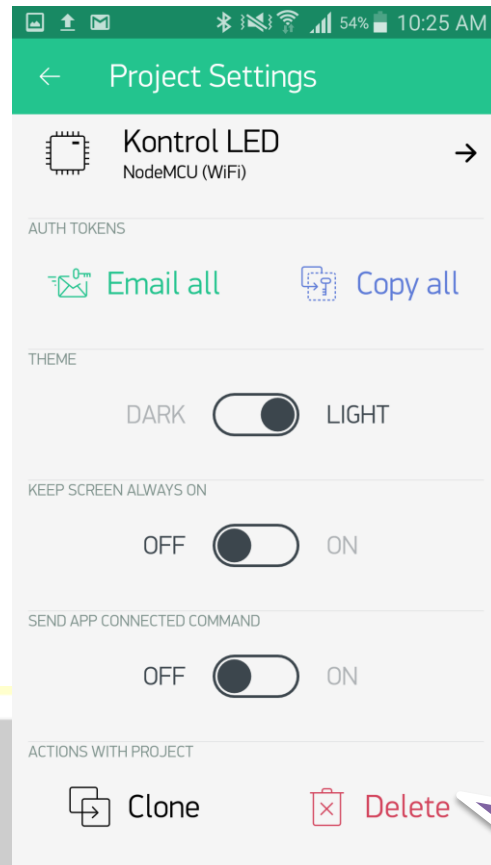 54% 10:25 AM
Project Settings
Kontrol LED
NodeMCU (WiFi)
AUTH TOKENS
Email all Copy all
THEME
DARK LIGHT
KEEP SCREEN ALWAYS ON
OFF ON
SEND APP CONNECTED COMMAND
OFF ON
ACTIONS WITH PROJECT
Clone Delete